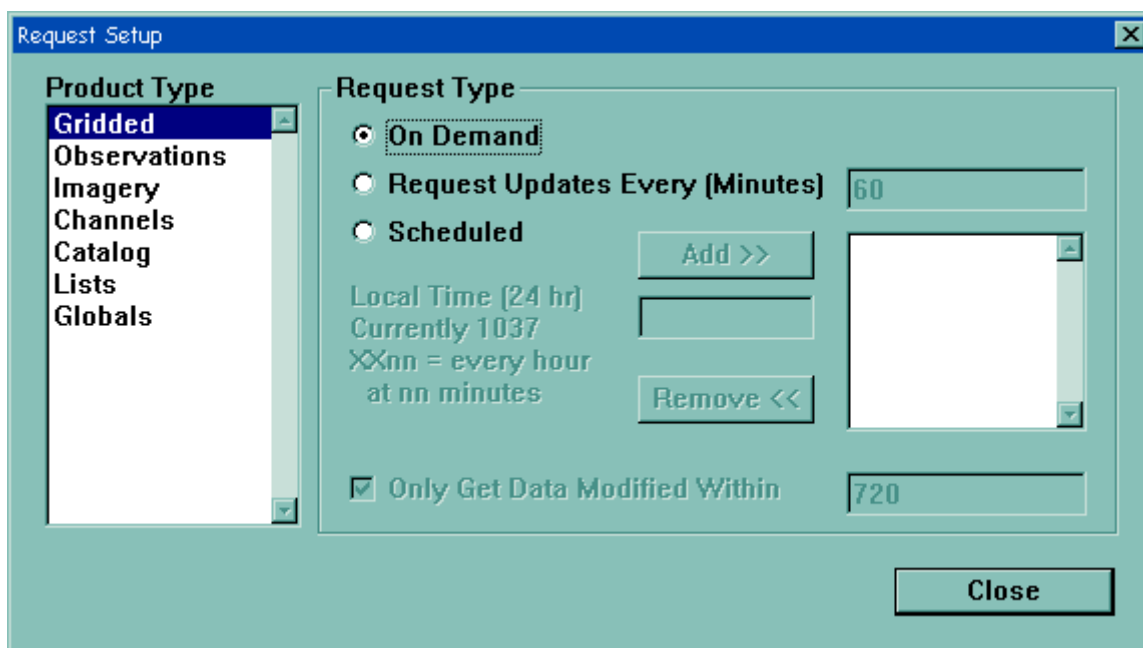 Request Setup
Product Type
Gridded
Observations
Imagery
Channels
Catalog
Lists
Globals
Request Type
On Demand
Request Updates Every (Minutes)
60
Scheduled
Add >>
Local Time (24 hr)
Currently 1037
XXnn = every hour
at nn minutes
Remove <<
Only Get Data Modified Within
720
Close